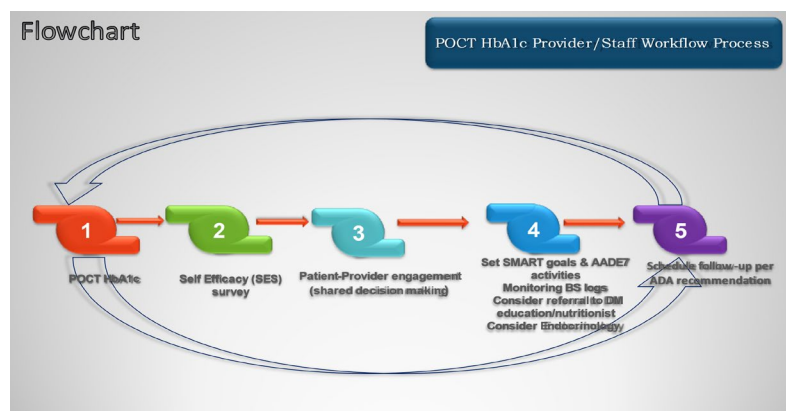 Flowchart
POCT HbA1c Provider/Staff Workflow Process
1
POCT HbA1c
2
Self Efficacy (SES)
survey
3
Patient-Provider engagement
(shared decision making)
4
Set SMART goals & AADE7
activities
Monitoring BS logs
Consider referral to DM
education/nutritionist
Consider Endocrinology
5
Schedule follow-up per
ADA recommendation